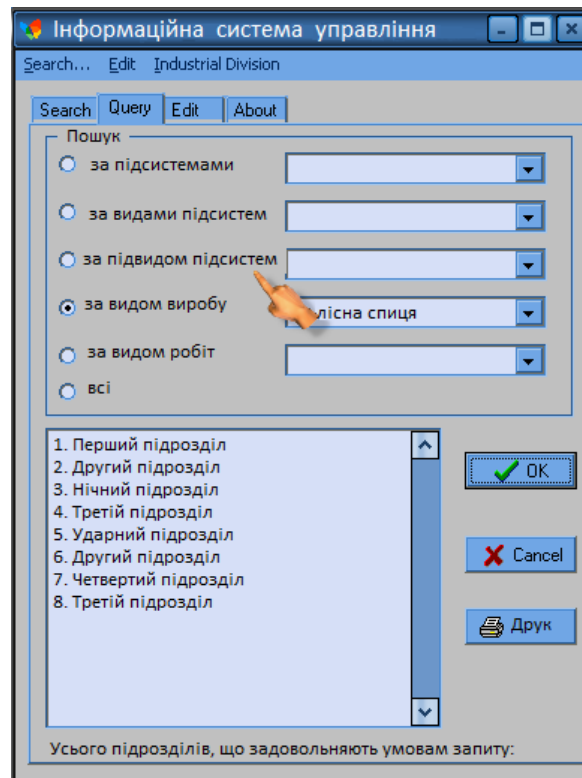 Інформаційна система управління
Search... Edit Industrial Division
Search Query Edit About
Пошук
за підсистемами
за видами підсистем
за підвидом підсистем
за видом виробу
лісна спиця
за видом робіт
всі
1. Перший підрозділ
2. Другий підрозділ
3. Нічний підрозділ
4. Третій підрозділ
5. Ударний підрозділ
6. Другий підрозділ
7. Четвертий підрозділ
8. Третій підрозділ
OK
Cancel
Друк
Усього підрозділів, що задовольняють умовам запиту: